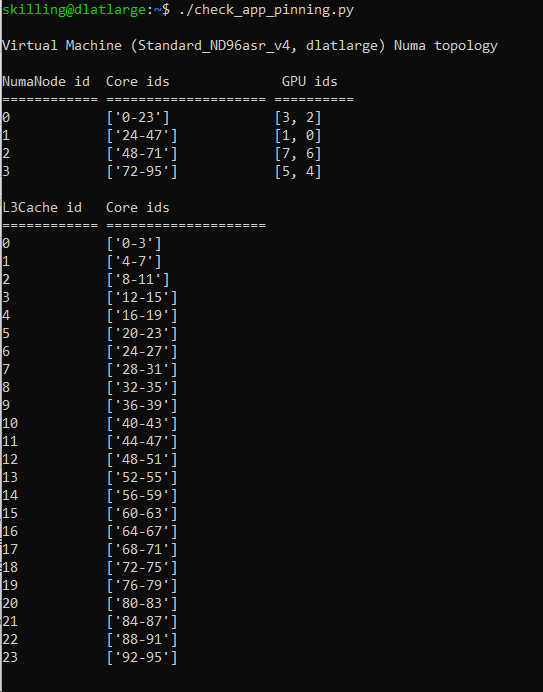 skilling@dlatlarge:~$ ./check_app_pinning.py
Virtual Machine (Standard_ND96asr_v4, dlatlarge) Numa topology
NumaNode id  Core ids              GPU ids
============ ==================== ==========
0            ['0-23']             [3, 2]
1            ['24-47']            [1, 0]
2            ['48-71']            [7, 6]
3            ['72-95']            [5, 4]
L3Cache id   Core ids
============ ====================
0            ['0-3']
1            ['4-7']
2            ['8-11']
3            ['12-15']
4            ['16-19']
5            ['20-23']
6            ['24-27']
7            ['28-31']
8            ['32-35']
9            ['36-39']
10           ['40-43']
11           ['44-47']
12           ['48-51']
13           ['52-55']
14           ['56-59']
15           ['60-63']
16           ['64-67']
17           ['68-71']
18           ['72-75']
19           ['76-79']
20           ['80-83']
21           ['84-87']
22           ['88-91']
23           ['92-95']